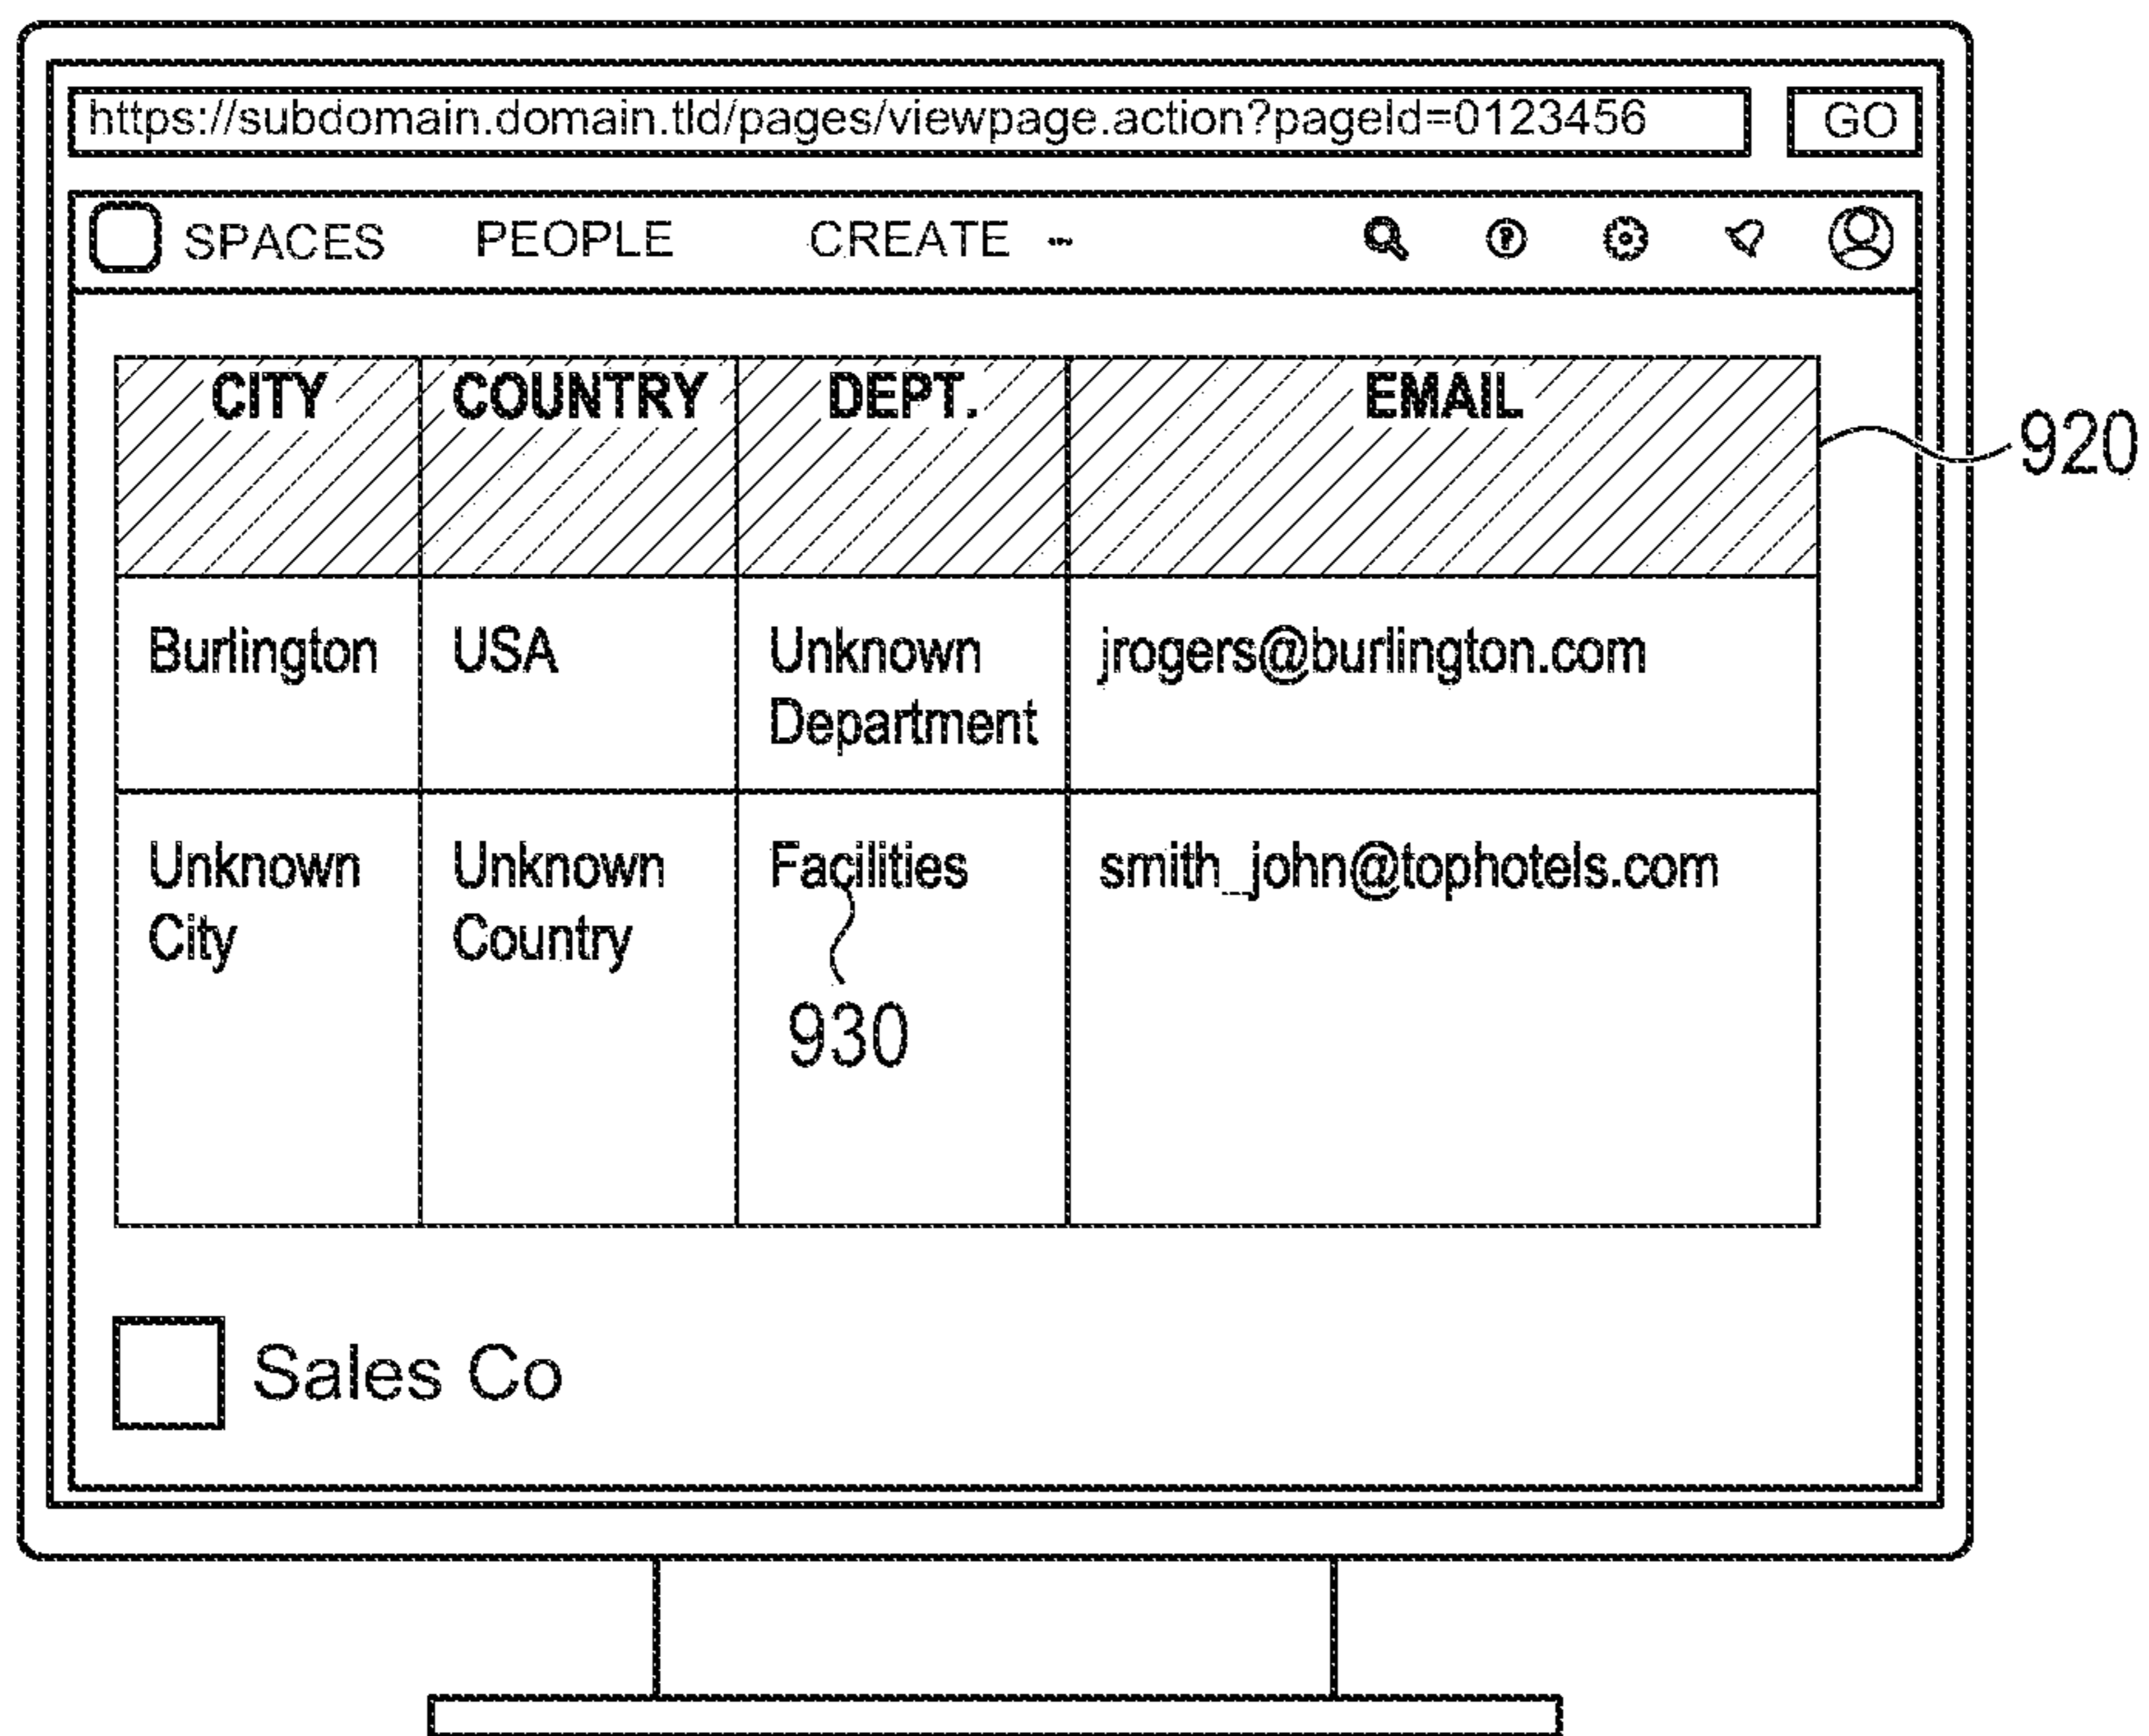 https://subdomain.domain.tld/pages/viewpage.action?pageId=0123456 GO
SPACES PEOPLE CREATE ···
CITY COUNTRY DEPT. EMAIL
920
Burlington USA Unknown jrogers@burlington.com
Department
Unknown Unknown Facilities smith_john@tophotels.com
City Country
930
Sales Co